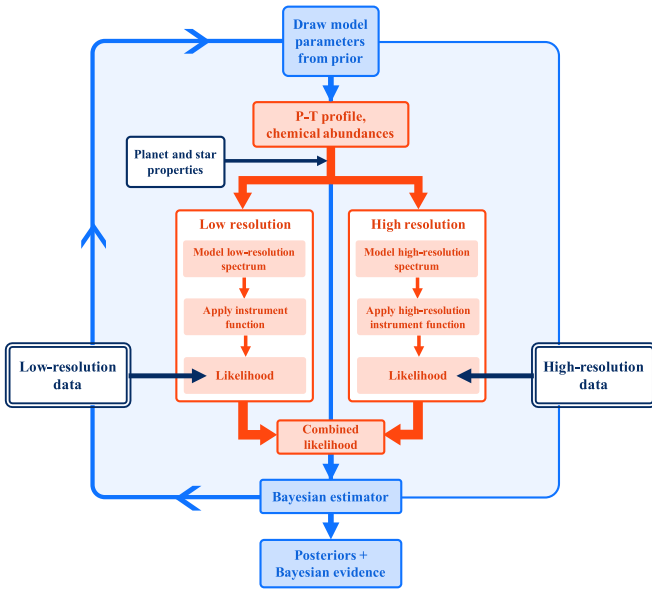 Draw model
parameters
from prior
P–T profile,
chemical abundances
Planet and star
properties
Low resolution
Model low-resolution
spectrum
Apply instrument
function
Likelihood
High resolution
Model high-resolution
spectrum
Apply high-resolution
instrument function
Likelihood
Low-resolution
data
High-resolution
data
Combined
likelihood
Bayesian estimator
Posteriors +
Bayesian evidence